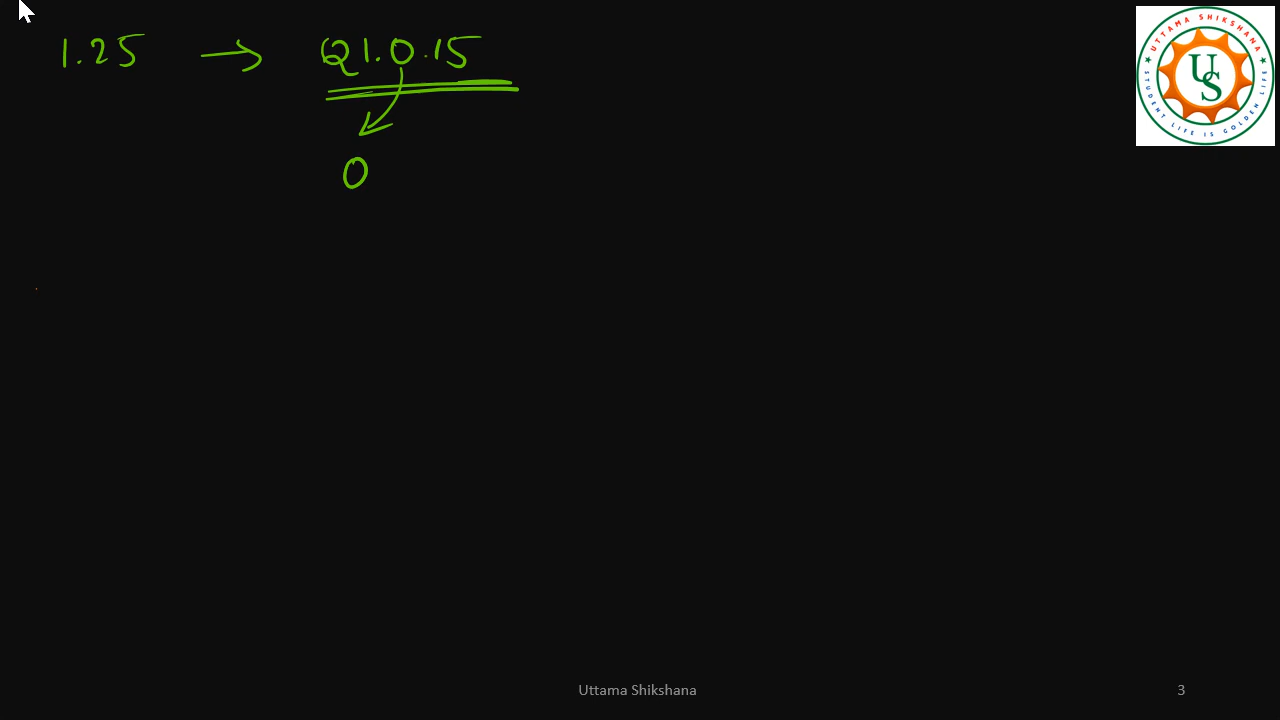 1.25 → Q1.0.15
0
UTTAMA SHIKSHANA
US
STUDENT LIFE IS GOLDEN LIFE
Uttama Shikshana
3